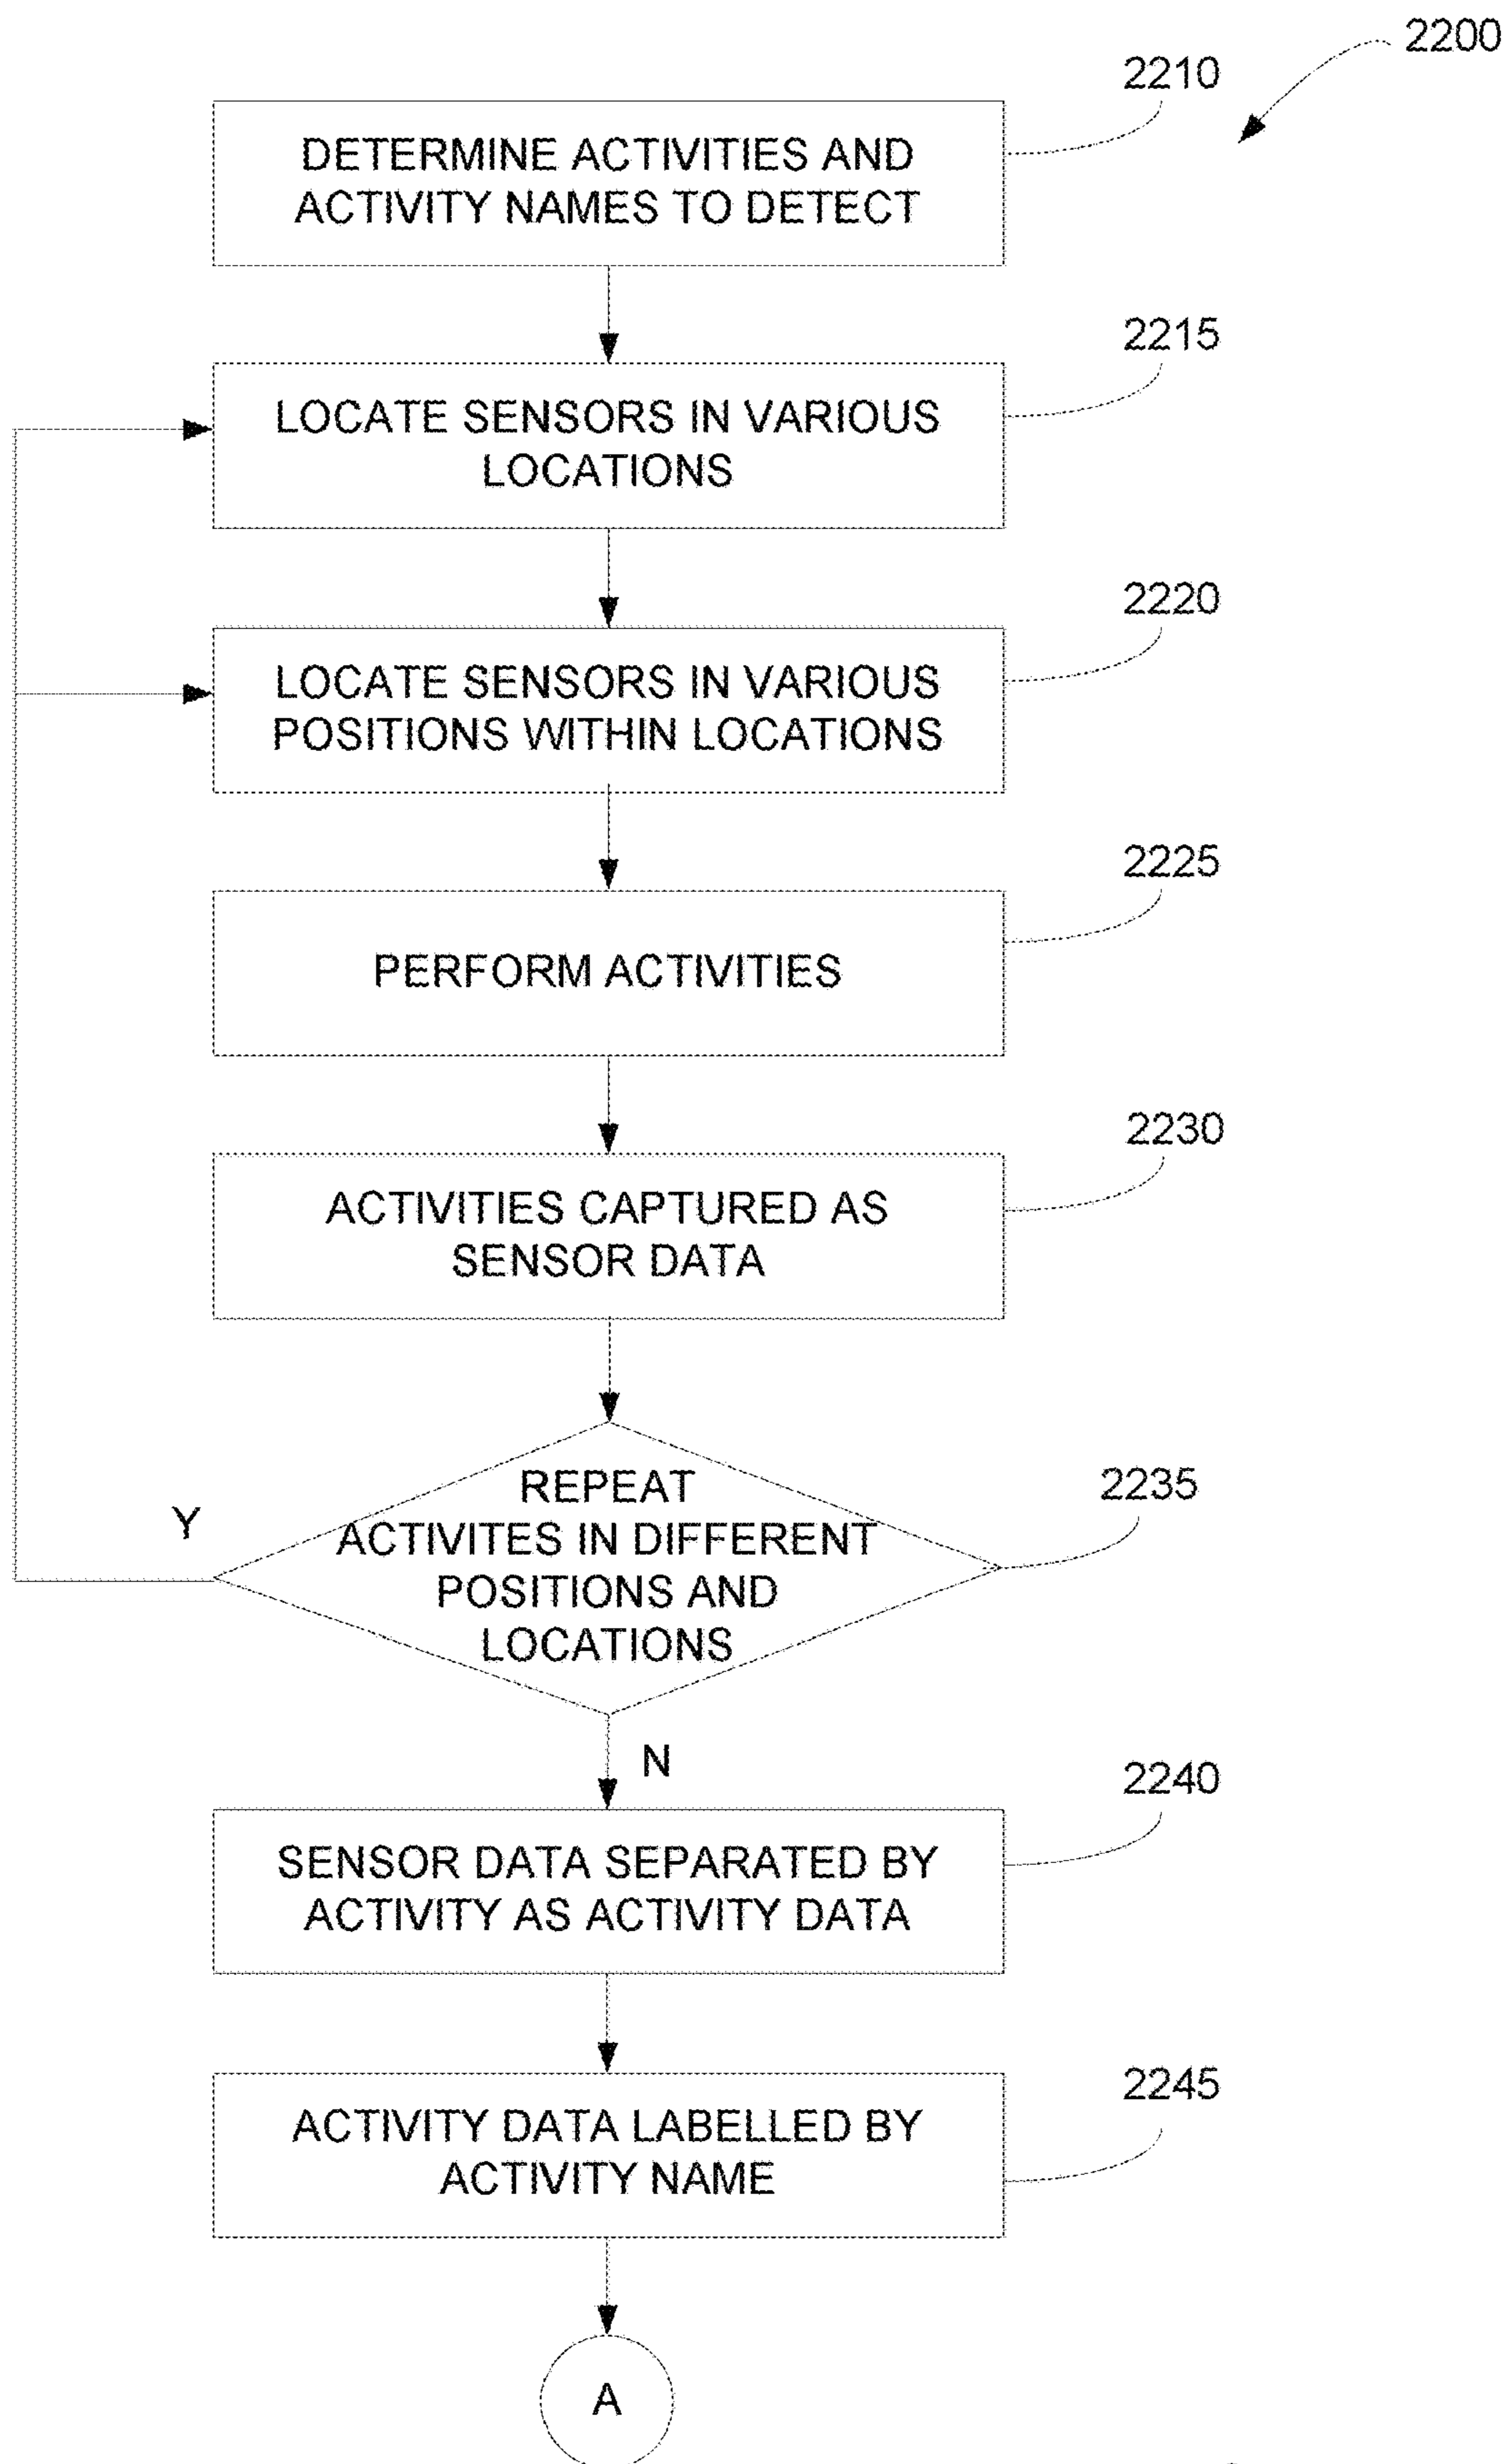 2200
2210
DETERMINE ACTIVITIES AND
ACTIVITY NAMES TO DETECT
2215
LOCATE SENSORS IN VARIOUS
LOCATIONS
2220
LOCATE SENSORS IN VARIOUS
POSITIONS WITHIN LOCATIONS
2225
PERFORM ACTIVITIES
2230
ACTIVITIES CAPTURED AS
SENSOR DATA
2235
REPEAT
ACTIVITES IN DIFFERENT
POSITIONS AND
LOCATIONS
Y
N
2240
SENSOR DATA SEPARATED BY
ACTIVITY AS ACTIVITY DATA
2245
ACTIVITY DATA LABELLED BY
ACTIVITY NAME
A